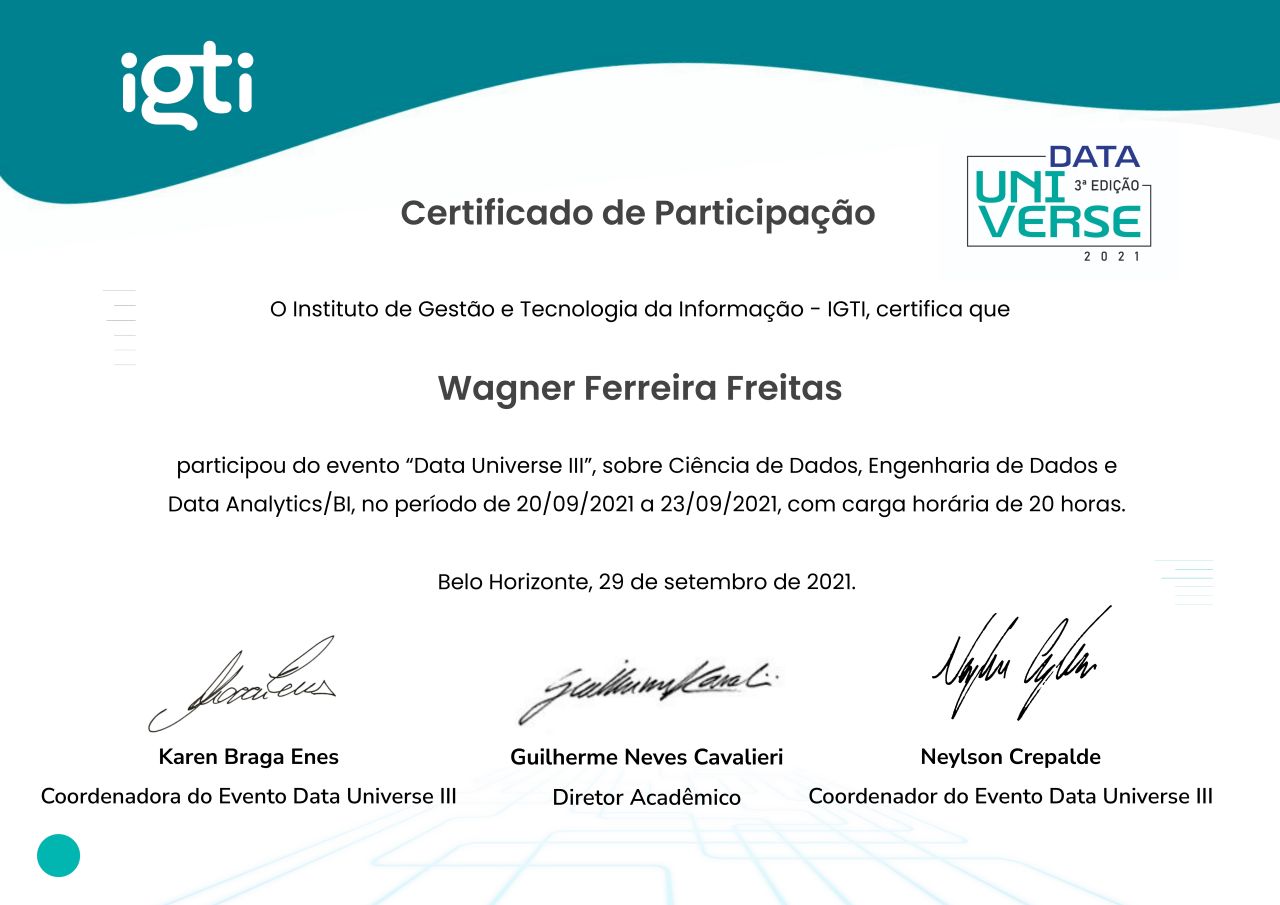 igti
DATA
UNI 3ª EDIÇÃO
VERSE
2021
Certificado de Participação
O Instituto de Gestão e Tecnologia da Informação - IGTI, certifica que
Wagner Ferreira Freitas
participou do evento “Data Universe III”, sobre Ciência de Dados, Engenharia de Dados e
Data Analytics/BI, no período de 20/09/2021 a 23/09/2021, com carga horária de 20 horas.
Belo Horizonte, 29 de setembro de 2021.
Karen Braga Enes
Coordenadora do Evento Data Universe III
Guilherme Neves Cavalieri
Diretor Acadêmico
Neylson Crepalde
Coordenador do Evento Data Universe III